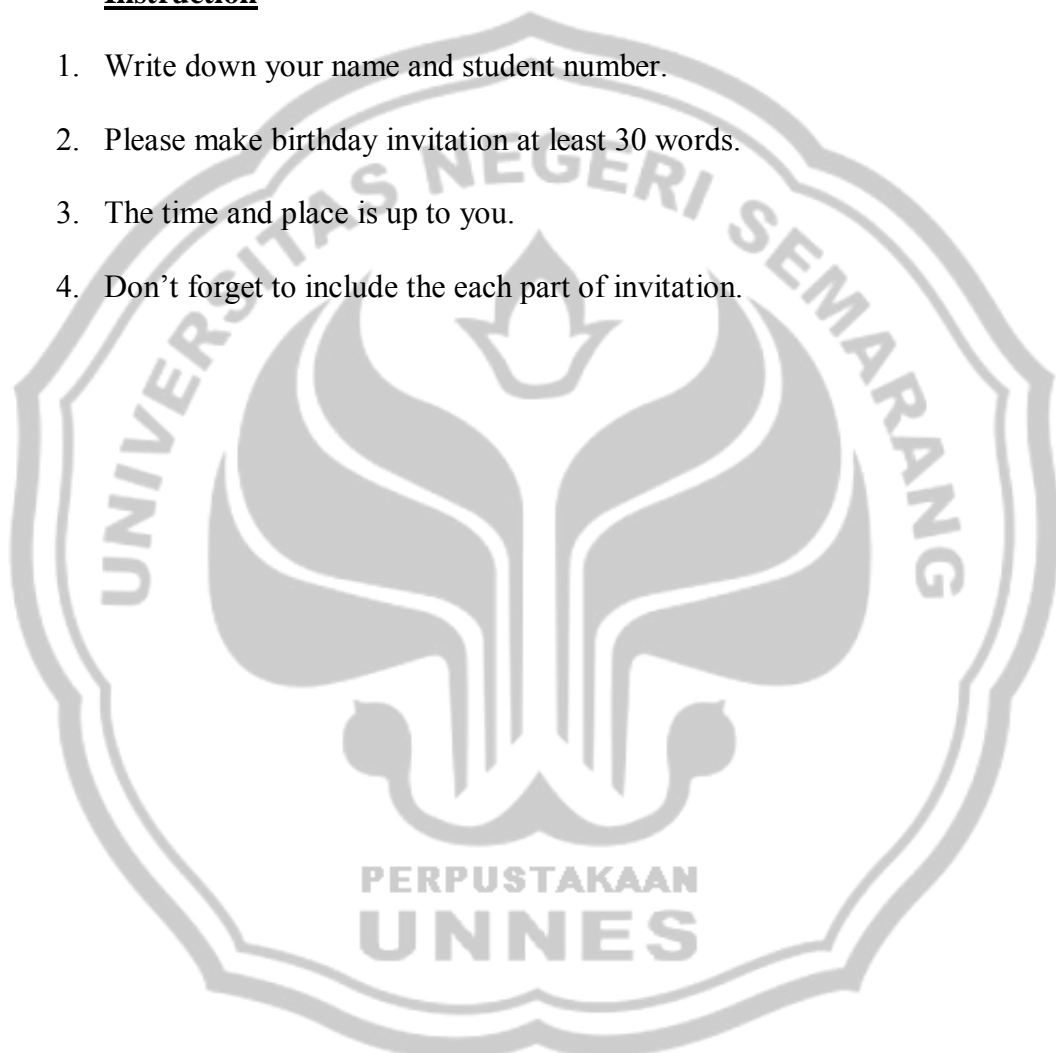 Instruction
1. Write down your name and student number.
2. Please make birthday invitation at least 30 words.
3. The time and place is up to you.
4. Don’t forget to include the each part of invitation.
UNIVERSITAS NEGERI SEMARANG
PERPUSTAKAAN
UNNES